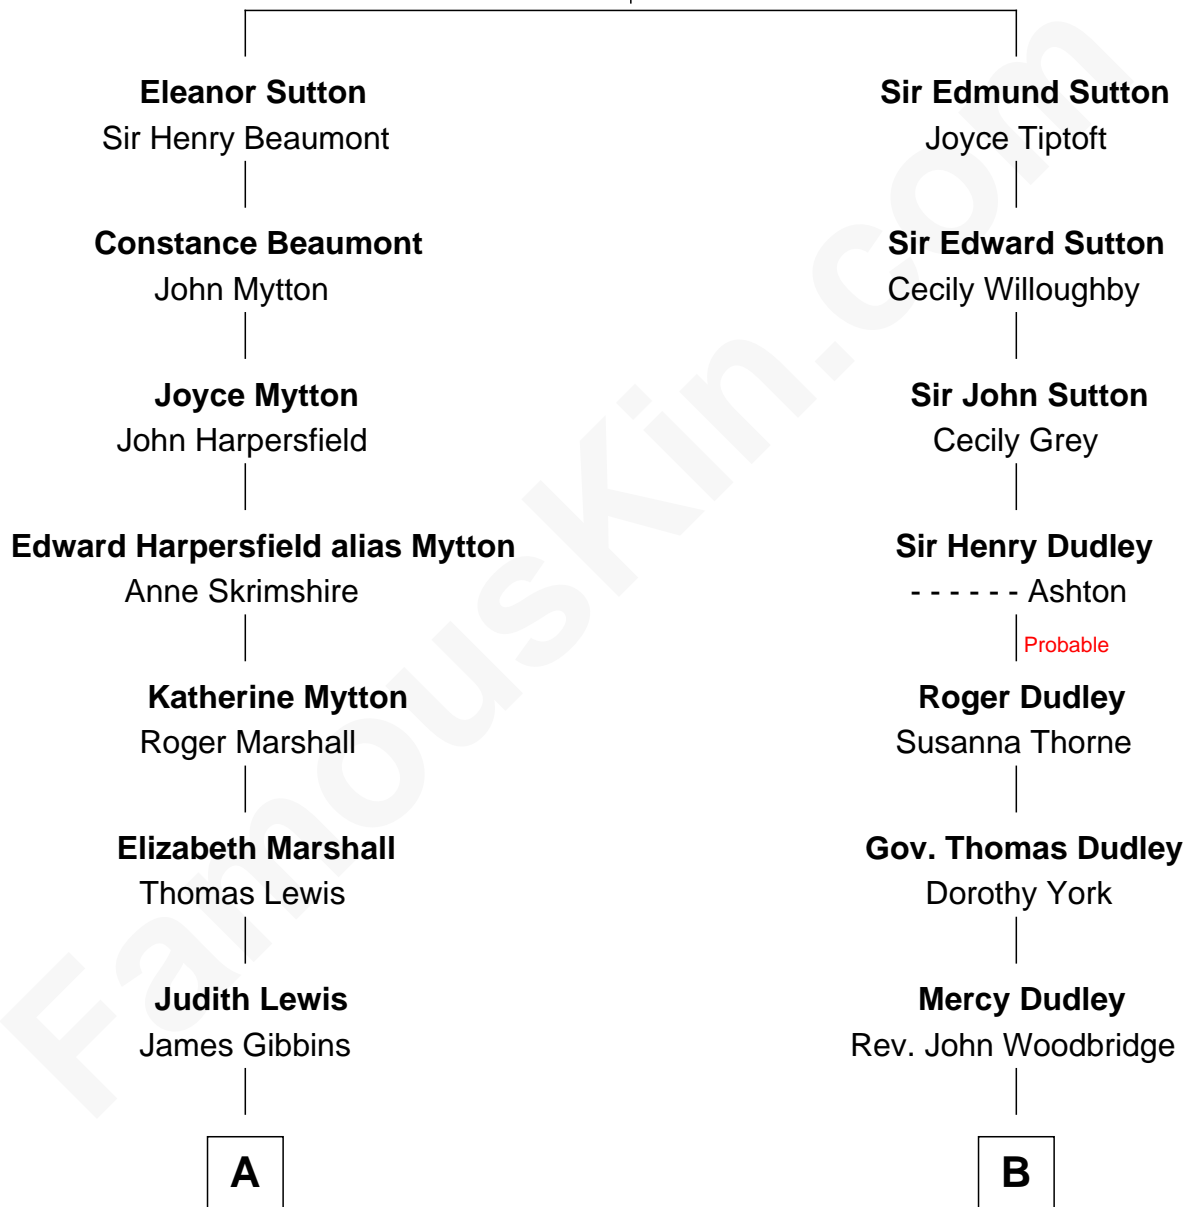 Eleanor Sutton
Sir Henry Beaumont
Constance Beaumont
John Mytton
Joyce Mytton
John Harpersfield
Edward Harpersfield alias Mytton
Anne Skrimshire
Katherine Mytton
Roger Marshall
Elizabeth Marshall
Thomas Lewis
Judith Lewis
James Gibbins
A
Sir Edmund Sutton
Joyce Tiptoft
Sir Edward Sutton
Cecily Willoughby
Sir John Sutton
Cecily Grey
Sir Henry Dudley
- - - - - - Ashton
Probable
Roger Dudley
Susanna Thorne
Gov. Thomas Dudley
Dorothy York
Mercy Dudley
Rev. John Woodbridge
B
FamousKin.com